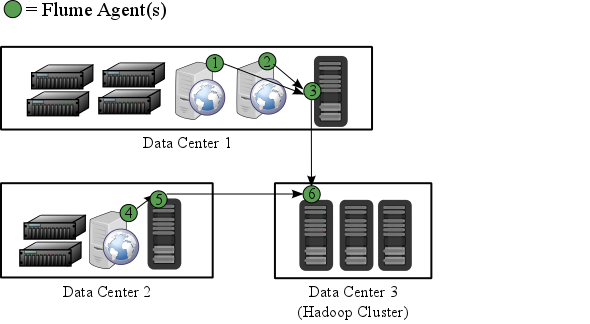 = Flume Agent(s)
1
2
3
Data Center 1
4
5
6
Data Center 2
Data Center 3
(Hadoop Cluster)